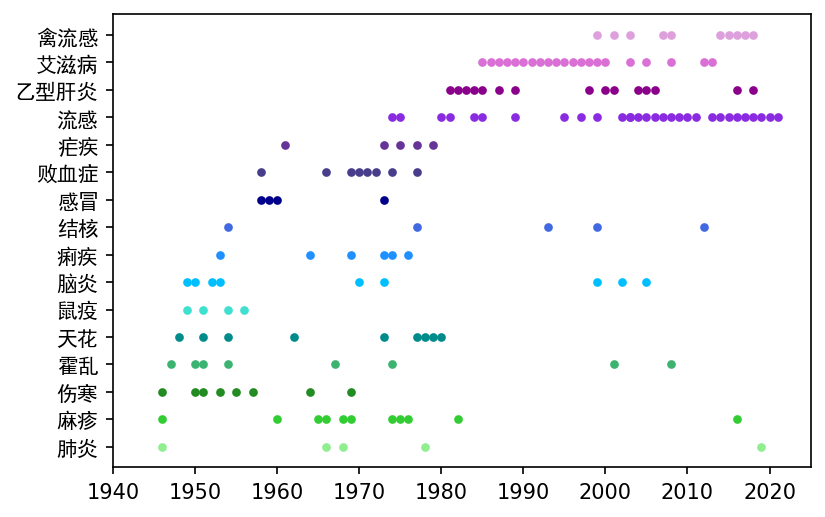 禽流感
艾滋病
乙型肝炎
流感
疟疾
败血症
感冒
结核
痢疾
脑炎
鼠疫
天花
霍乱
伤寒
麻疹
肺炎
1940 1950 1960 1970 1980 1990 2000 2010 2020